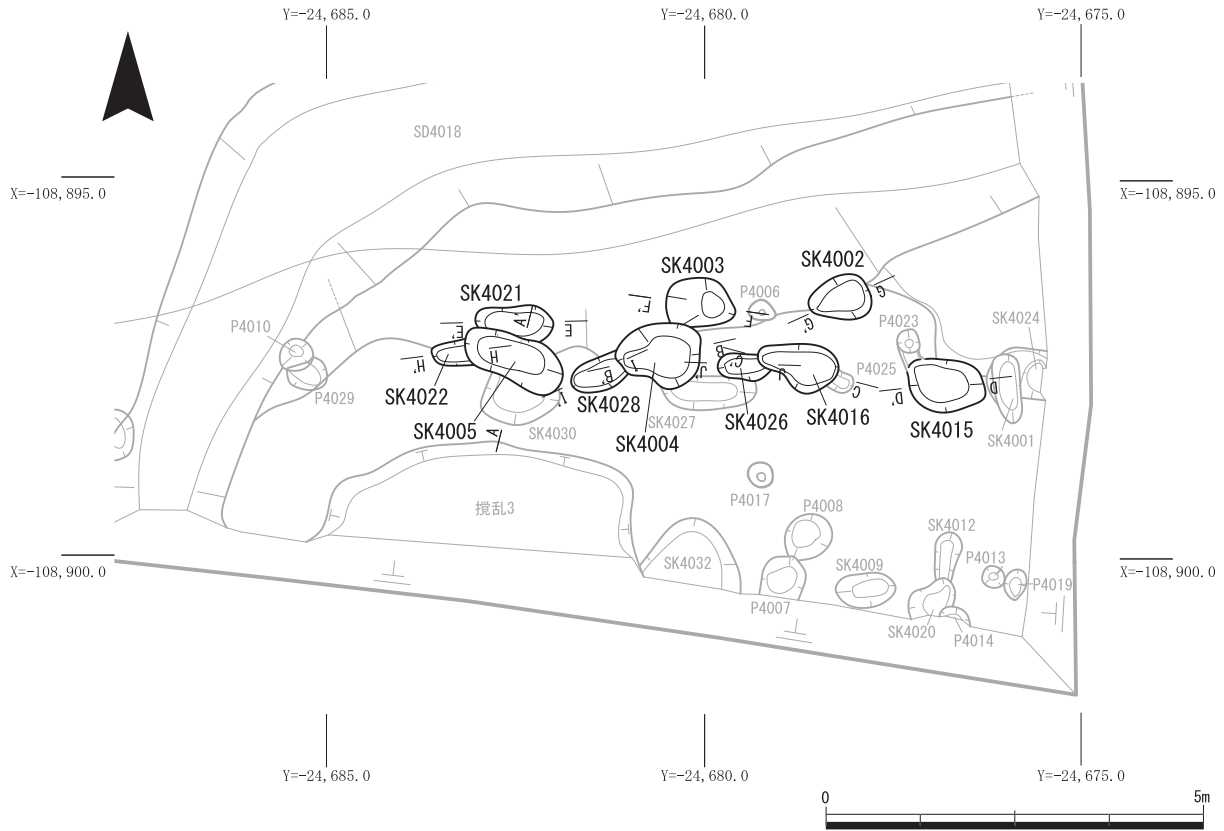 Y=-24,685.0
Y=-24,680.0
Y=-24,675.0
SD4018
X=-108,895.0
X=-108,895.0
SK4003
SK4002
SK4021
P4006
G
F'
F
G'
P4010
A'
E'
E
P4023
SK4024
B
H'
H
I
C'
P4025
J'
J
B'
C
D'
D
P4029
SK4022
SK4028
SK4027
SK4026
SK4016
I'
SK4005
A
SK4030
SK4004
SK4015
SK4001
P4017
撹乱3
P4008
SK4012
SK4032
SK4009
P4013
X=-108,900.0
X=-108,900.0
P4019
P4007
SK4020
P4014
Y=-24,685.0
Y=-24,680.0
Y=-24,675.0
0
5m